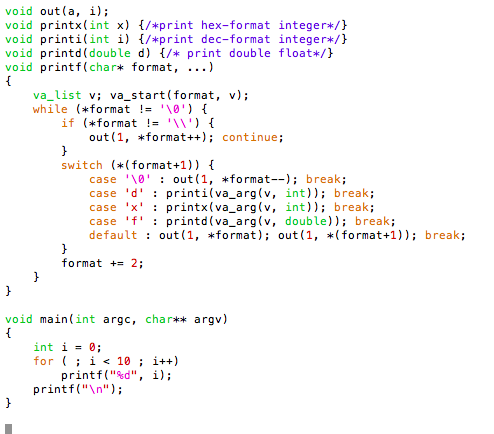 void out(a, i);
void printx(int x) {/*print hex-format integer*/}
void printi(int i) {/*print dec-format integer*/}
void printd(double d) {/* print double float*/}
void printf(char* format, ...)
{
    va_list v; va_start(format, v);
    while (*format != '\0') {
        if (*format != '\\') {
            out(1, *format++); continue;
        }
        switch (*(format+1)) {
            case '\0' : out(1, *format--); break;
            case 'd' : printi(va_arg(v, int)); break;
            case 'x' : printx(va_arg(v, int)); break;
            case 'f' : printd(va_arg(v, double)); break;
            default : out(1, *format); out(1, *(format+1)); break;
        }
        format += 2;
    }
}

void main(int argc, char** argv)
{
    int i = 0;
    for ( ; i < 10 ; i++)
        printf("%d", i);
    printf("\n");
}